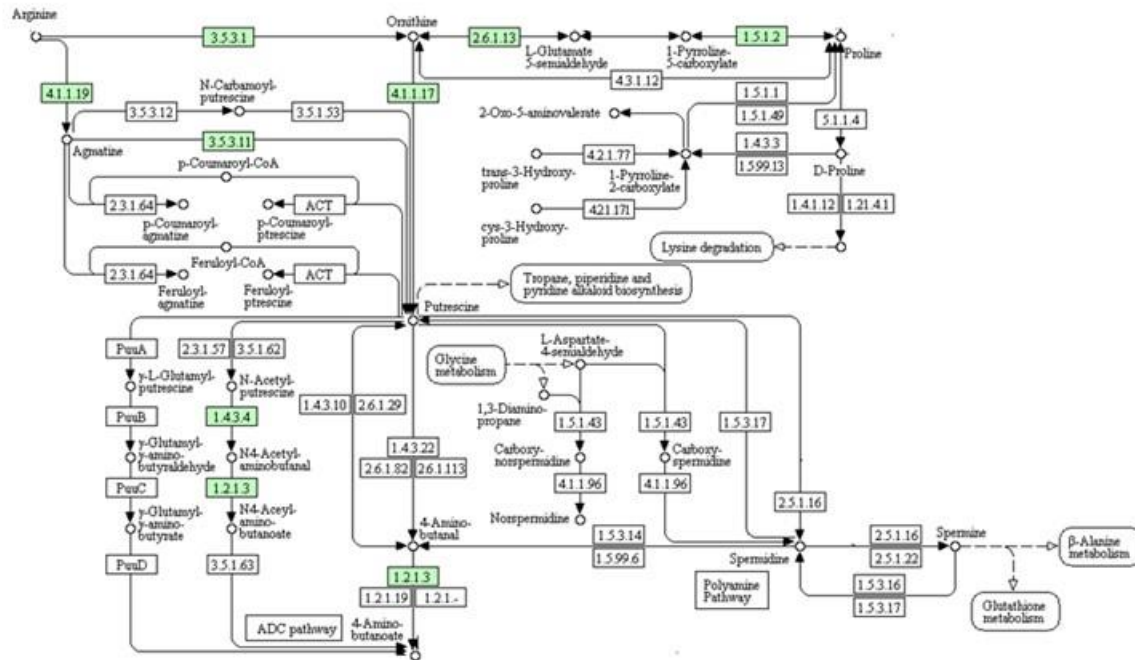 Arginine
Ornithine
3.5.3.1
2.6.1.13
L-Glutamate
5-semialdehyde
1-Pyrroline-
5-carboxylate
1.5.1.2
Proline
4.3.1.12
4.1.1.19
N-Carbamoyl-
putrescine
4.1.1.17
1.5.1.1
1.5.1.49
2-Oxo-5-aminovalerate
3.5.3.12
3.5.1.53
5.1.1.4
Agmatine
3.5.3.11
4.2.1.77
1.4.3.3
1.5.99.13
D-Proline
p-Coumaroyl-CoA
trans-3-Hydroxy-
proline
1-Pyrroline-
2-carboxylate
2.3.1.64
ACT
4.2.1.171
1.4.1.12
1.21.4.1
p-Coumaroyl-
agmatine
p-Coumaroyl-
ptrescine
cys-3-Hydroxy-
proline
Lysine degradation
Feruloyl-CoA
2.3.1.64
ACT
Feruloyl-
agmatine
Feruloyl-
ptrescine
Tropane, piperidine and
pyridine alkaloid biosynthesis
Putrescine
PuuA
2.3.1.57
3.5.1.62
L-Aspartate-
4-semialdehyde
Glycine
metabolism
γ-L-Glutamyl-
putrescine
N-Acetyl-
putrescine
1.4.3.10
2.6.1.29
1,3-Diamino-
propane
PuuB
1.4.3.4
1.5.1.43
1.5.1.43
1.5.3.17
γ-Glutamyl-
γ-amino-
butyraldehyde
N4-Acetyl-
aminobutanal
1.4.3.22
2.6.1.82
2.6.1.113
Carboxy-
norspermidine
Carboxy-
spermidine
PuuC
1.2.1.3
4.1.1.96
4.1.1.96
γ-Glutamyl-
γ-amino-
butyrate
N4-Aceyl-
amino-
butanoate
Norspermidine
2.5.1.16
4-Amino-
butanal
1.5.3.14
1.5.99.6
Spermidine
2.5.1.16
2.5.1.22
Spermine
β-Alanine
metabolism
PuuD
3.5.1.63
1.2.1.3
1.2.1.19
1.2.1.-
Polyamine
Pathway
1.5.3.16
1.5.3.17
Glutathione
metabolism
ADC pathway
4-Amino-
butanoate